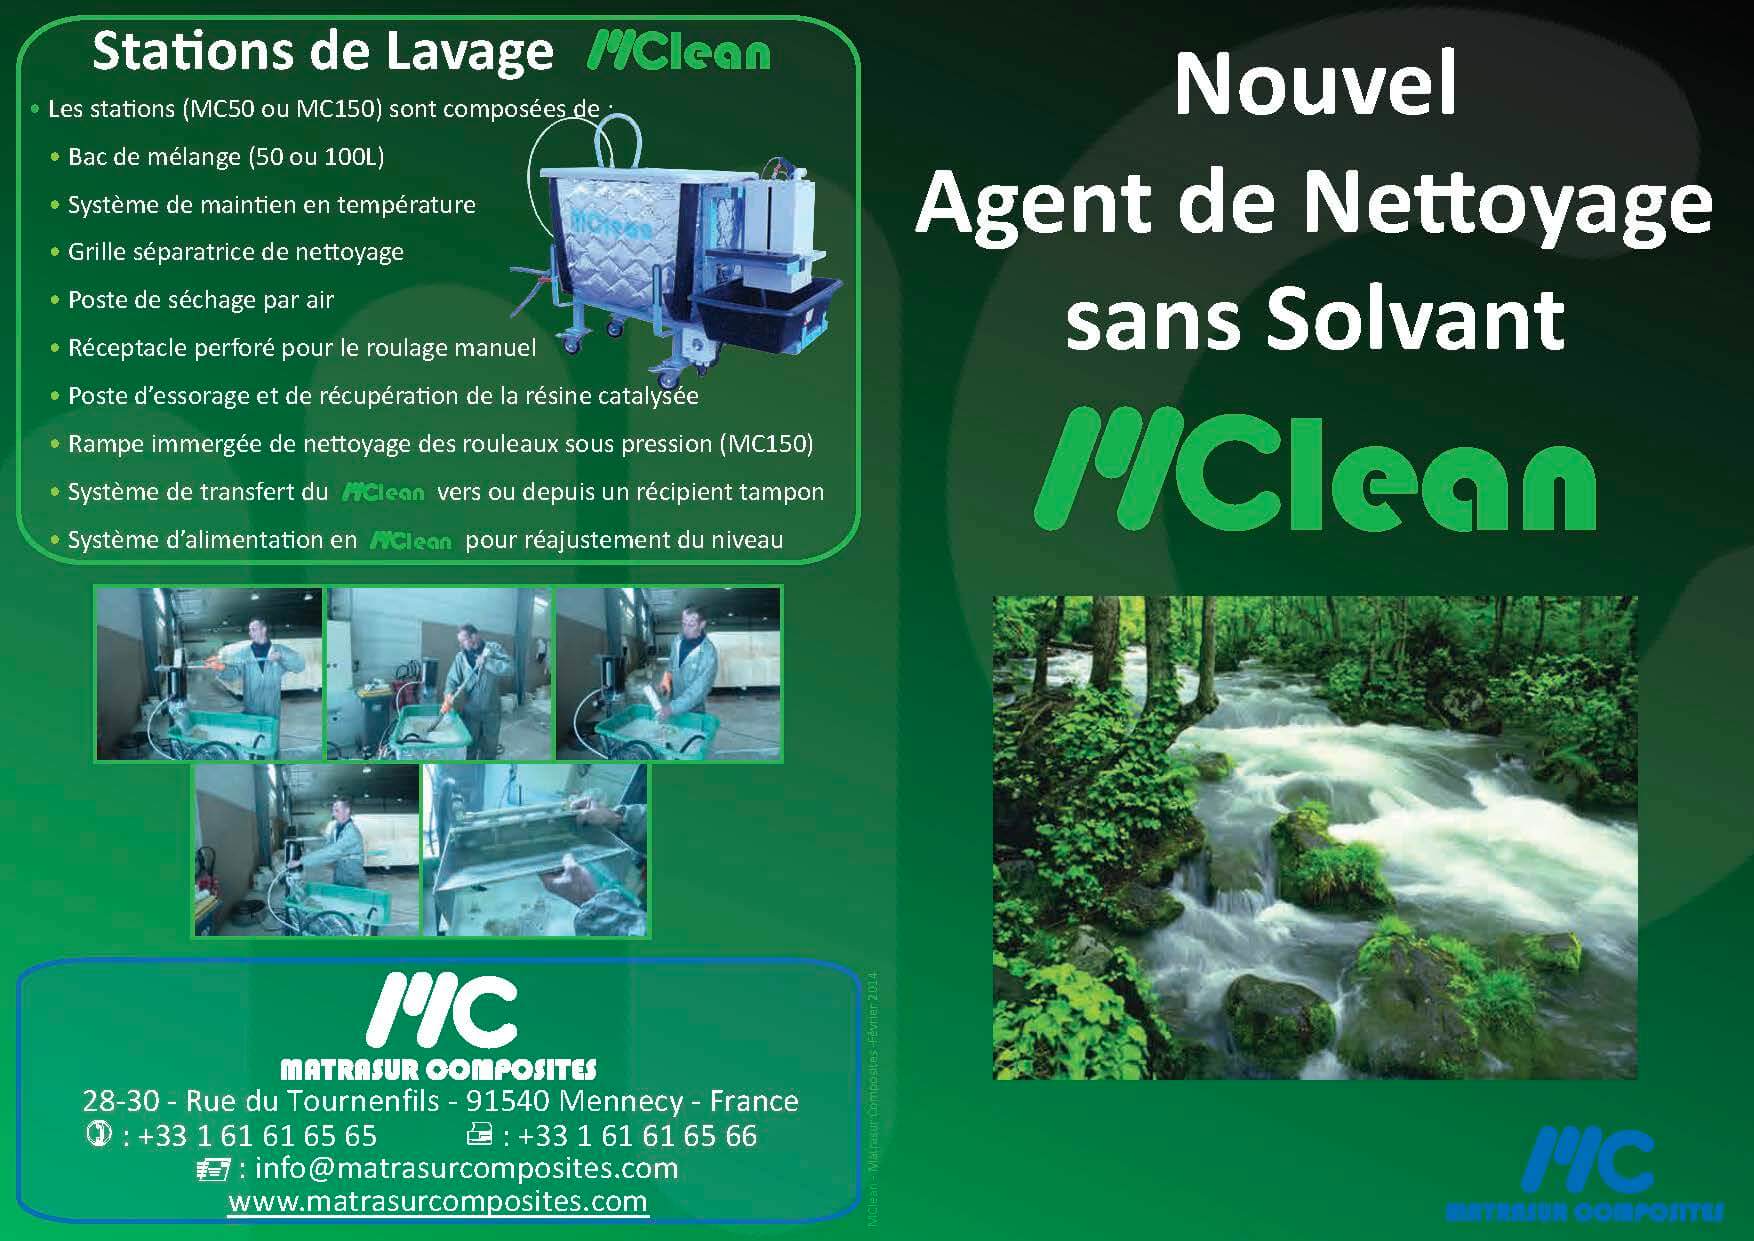 Stations de Lavage MClean
• Les stations (MC50 ou MC150) sont composées de :
• Bac de mélange (50 ou 100L)
• Système de maintien en température
• Grille séparatrice de nettoyage
• Poste de séchage par air
• Réceptacle perforé pour le roulage manuel
• Poste d’essorage et de récupération de la résine catalysée
• Rampe immergée de nettoyage des rouleaux sous pression (MC150)
• Système de transfert du MClean vers ou depuis un récipient tampon
• Système d’alimentation en MClean pour réajustement du niveau
MClean
MC
MATRASUR COMPOSITES
28-30 - Rue du Tournenfils - 91540 Mennecy - France
: +33 1 61 61 65 65 : +33 1 61 61 65 66
: info@matrasurcomposites.com
www.matrasurcomposites.com
MClean - Matrasur Composites -Février 2014
Nouvel
Agent de Nettoyage
sans Solvant
MClean
MC
MATRASUR COMPOSITES